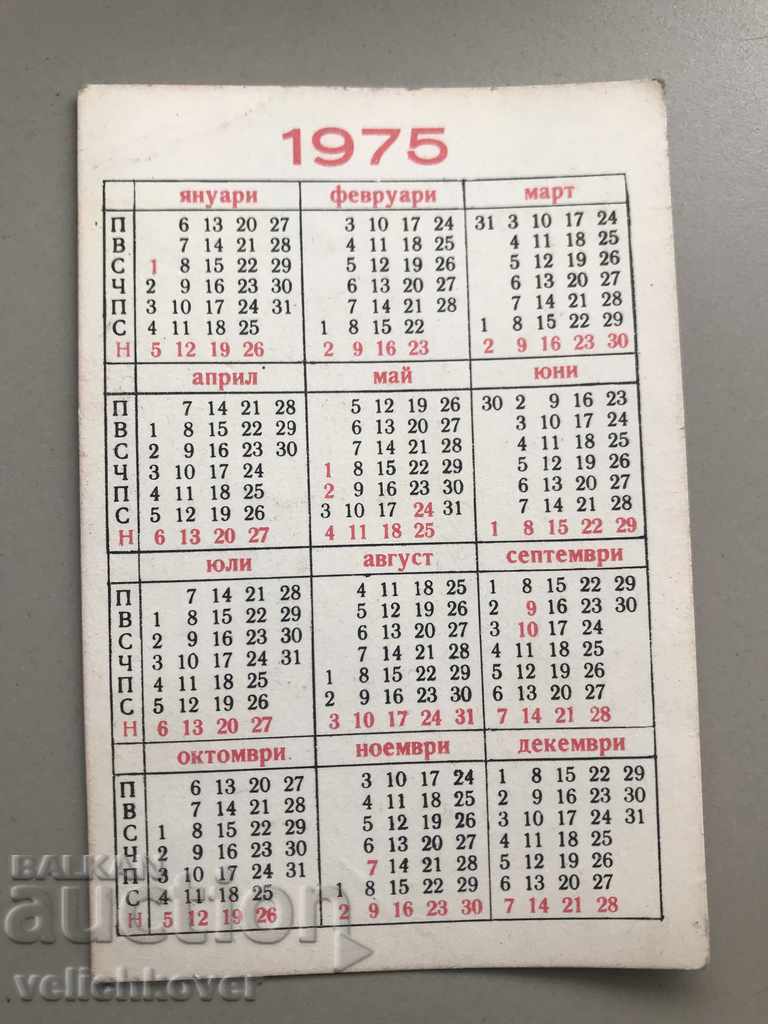 1975
януари февруари март
П 6 13 20 27 3 10 17 24 31 3 10 17 24
В 7 14 21 28 4 11 18 25 4 11 18 25
С 1 8 15 22 29 5 12 19 26 5 12 19 26
Ч 2 9 16 23 30 6 13 20 27 6 13 20 27
П 3 10 17 24 31 7 14 21 28 7 14 21 28
С 4 11 18 25 1 8 15 22 1 8 15 22 29
Н 5 12 19 26 2 9 16 23 2 9 16 23 30
април май юни
П 7 14 21 28 5 12 19 26 30 2 9 16 23
В 1 8 15 22 29 6 13 20 27 3 10 17 24
С 2 9 16 23 30 7 14 21 28 4 11 18 25
Ч 3 10 17 24 1 8 15 22 29 5 12 19 26
П 4 11 18 25 2 9 16 23 30 6 13 20 27
С 5 12 19 26 3 10 17 24 31 7 14 21 28
Н 6 13 20 27 4 11 18 25 1 8 15 22 29
юли август септември
П 7 14 21 28 4 11 18 25 1 8 15 22 29
В 1 8 15 22 29 5 12 19 26 2 9 16 23 30
С 2 9 16 23 30 6 13 20 27 3 10 17 24
Ч 3 10 17 24 31 7 14 21 28 4 11 18 25
П 4 11 18 25 1 8 15 22 29 5 12 19 26
С 5 12 19 26 2 9 16 23 30 6 13 20 27
Н 6 13 20 27 3 10 17 24 31 7 14 21 28
октомври ноември декември
П 6 13 20 27 3 10 17 24 1 8 15 22 29
В 7 14 21 28 4 11 18 25 2 9 16 23 30
С 1 8 15 22 29 5 12 19 26 3 10 17 24 31
Ч 2 9 16 23 30 6 13 20 27 4 11 18 25
П 3 10 17 24 31 7 14 21 28 5 12 19 26
С 4 11 18 25 1 8 15 22 29 6 13 20 27
Н 5 12 19 26 2 9 16 23 30 7 14 21 28
BALKAN
auction
velichkover